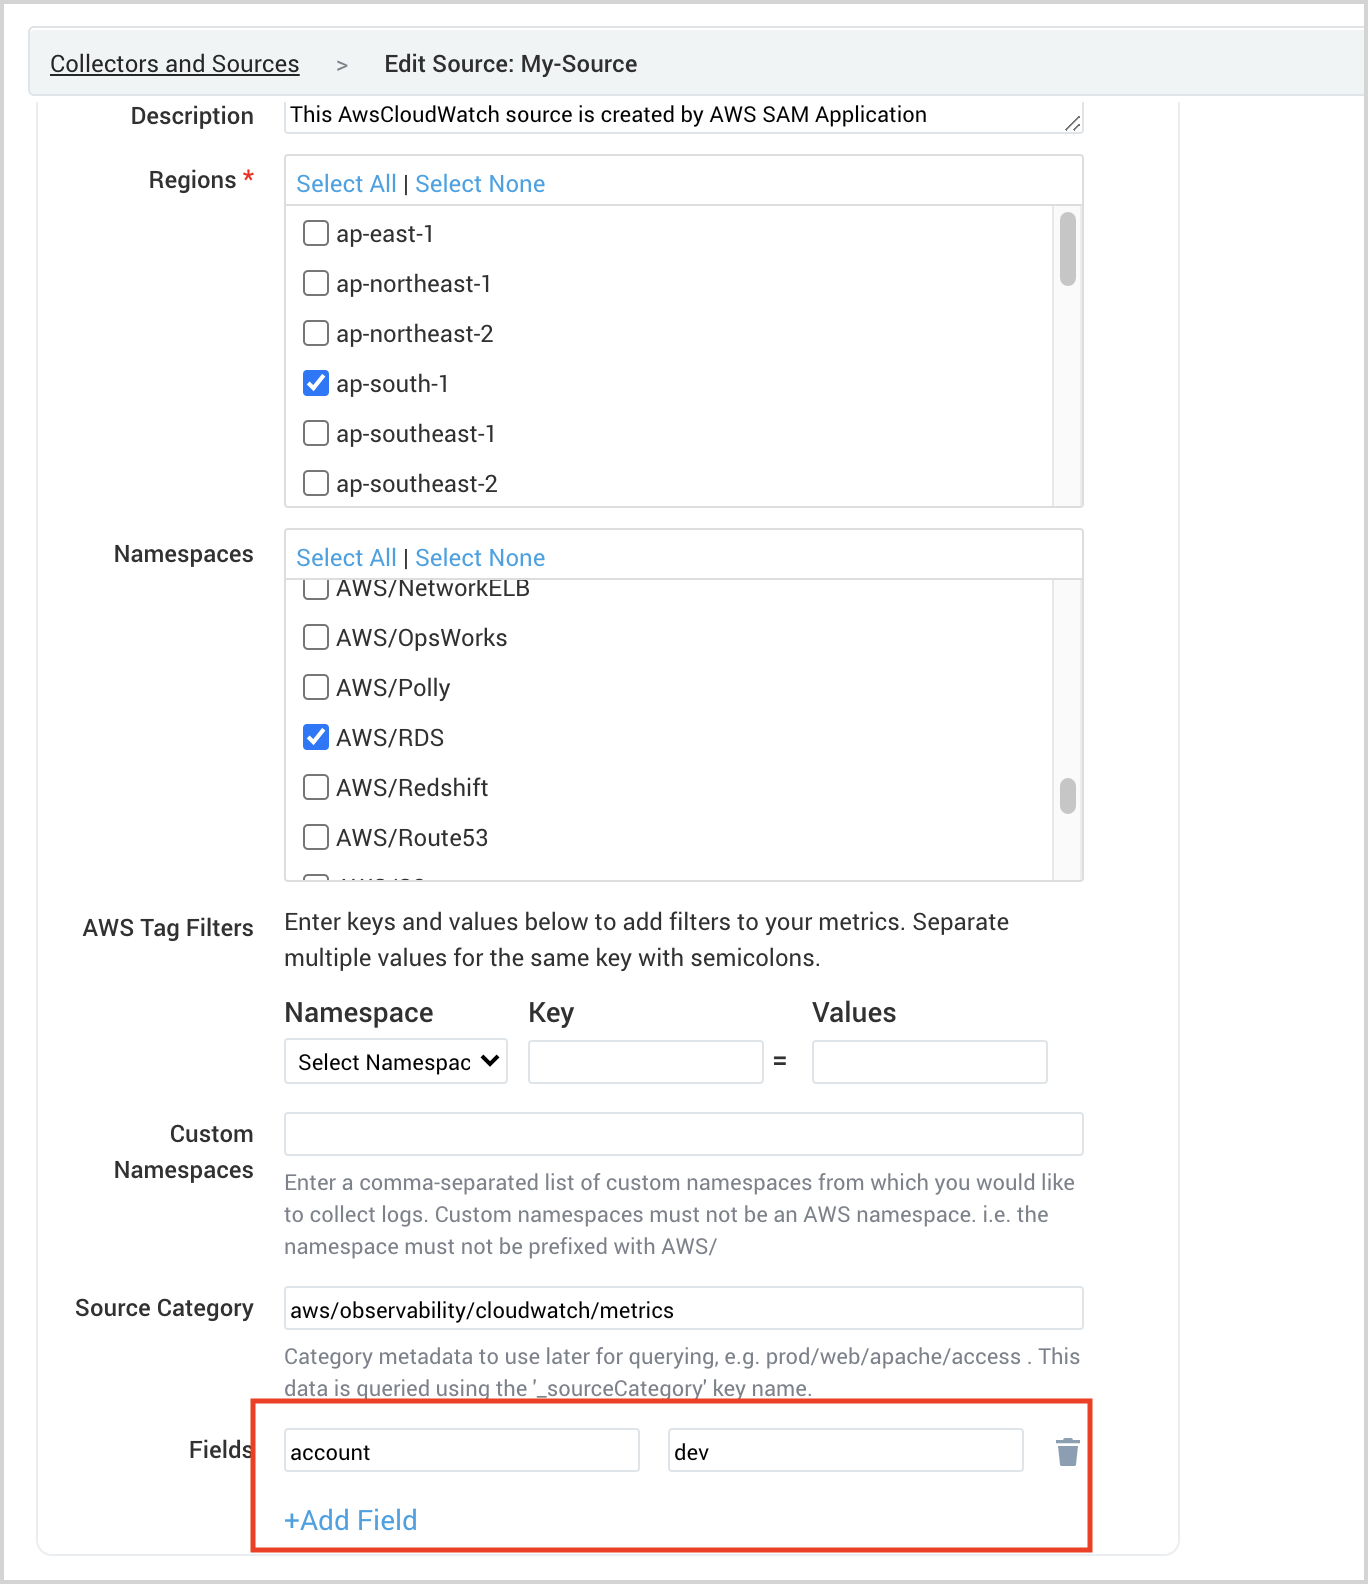 Collectors and Sources > Edit Source: My-Source
Description
This AwsCloudWatch source is created by AWS SAM Application
Regions *
Select All | Select None
ap-east-1
ap-northeast-1
ap-northeast-2
ap-south-1
ap-southeast-1
ap-southeast-2
Namespaces
Select All | Select None
AWS/NetworkELB
AWS/OpsWorks
AWS/Polly
AWS/RDS
AWS/Redshift
AWS/Route53
AWS Tag Filters
Enter keys and values below to add filters to your metrics. Separate
multiple values for the same key with semicolons.
Namespace Key Values
Select Namespac =
Custom
Namespaces
Enter a comma-separated list of custom namespaces from which you would like
to collect logs. Custom namespaces must not be an AWS namespace. i.e. the
namespace must not be prefixed with AWS/
Source Category
aws/observability/cloudwatch/metrics
Category metadata to use later for querying, e.g. prod/web/apache/access . This
data is queried using the '_sourceCategory' key name.
Fields
account dev
+Add Field